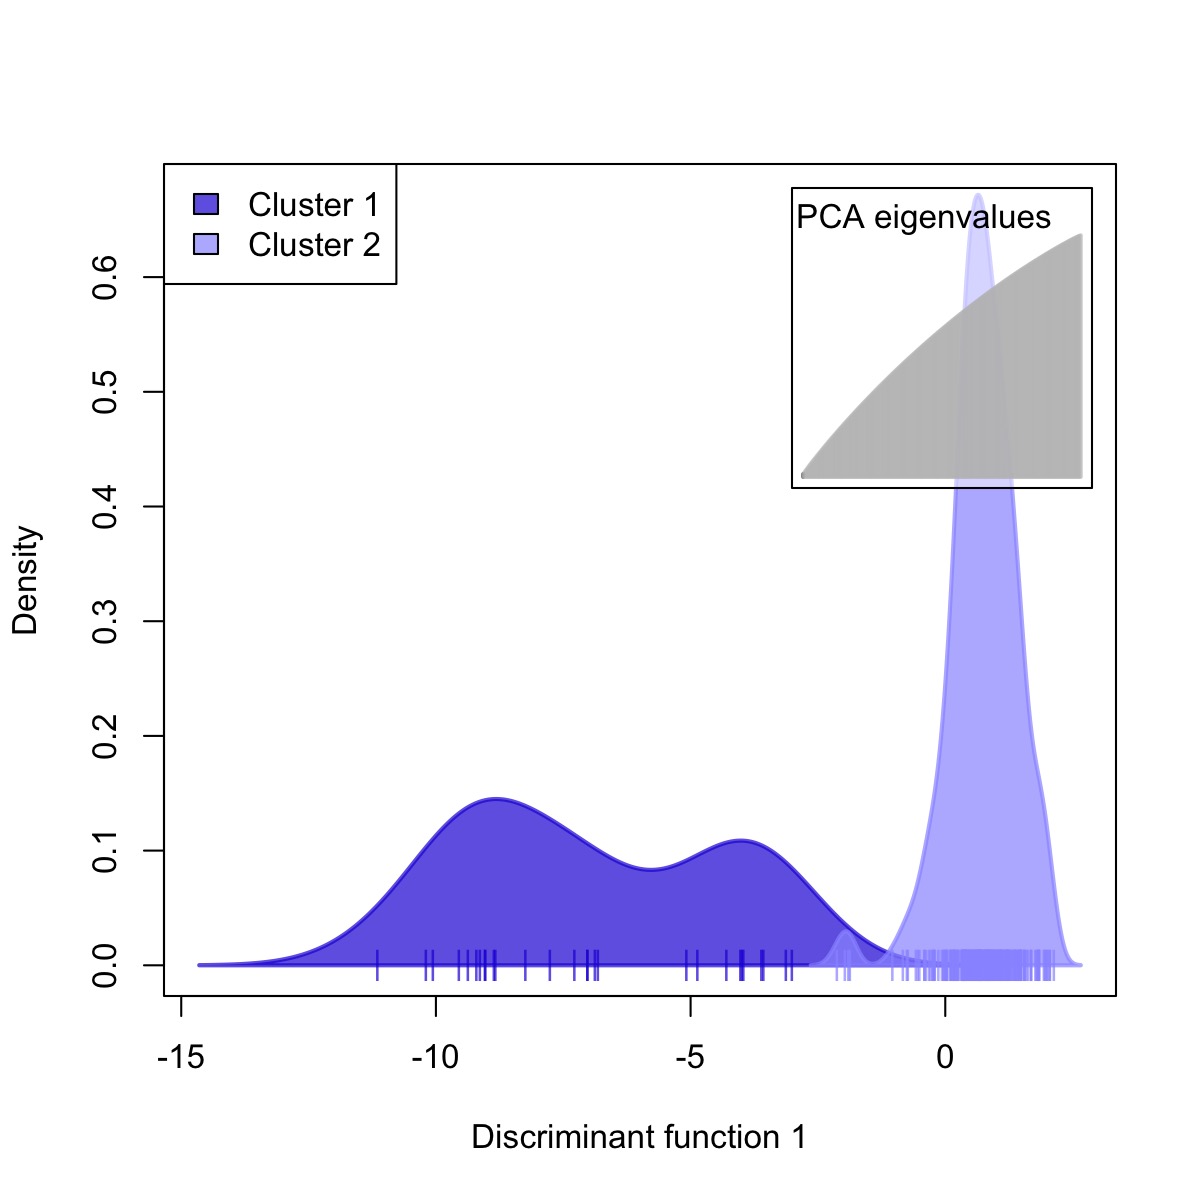 Cluster 1
Cluster 2
PCA eigenvalues
Density
0.6
0.5
0.4
0.3
0.2
0.1
0.0
-15
-10
-5
0
Discriminant function 1